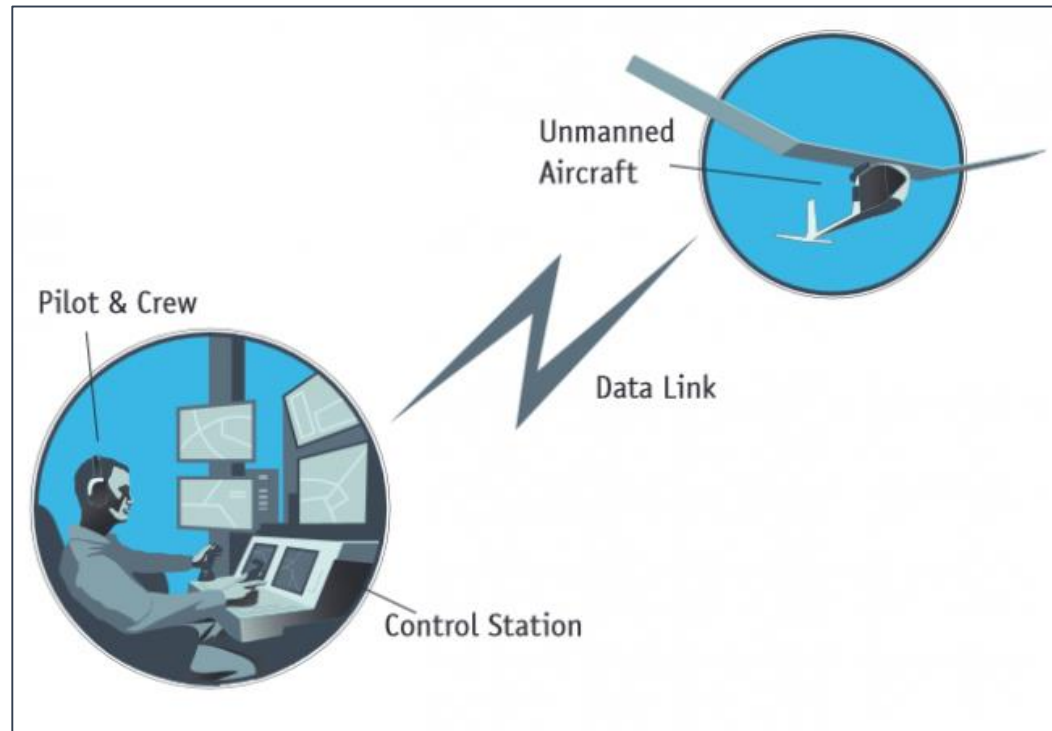 Unmanned
Aircraft
Pilot & Crew
Data Link
Control Station